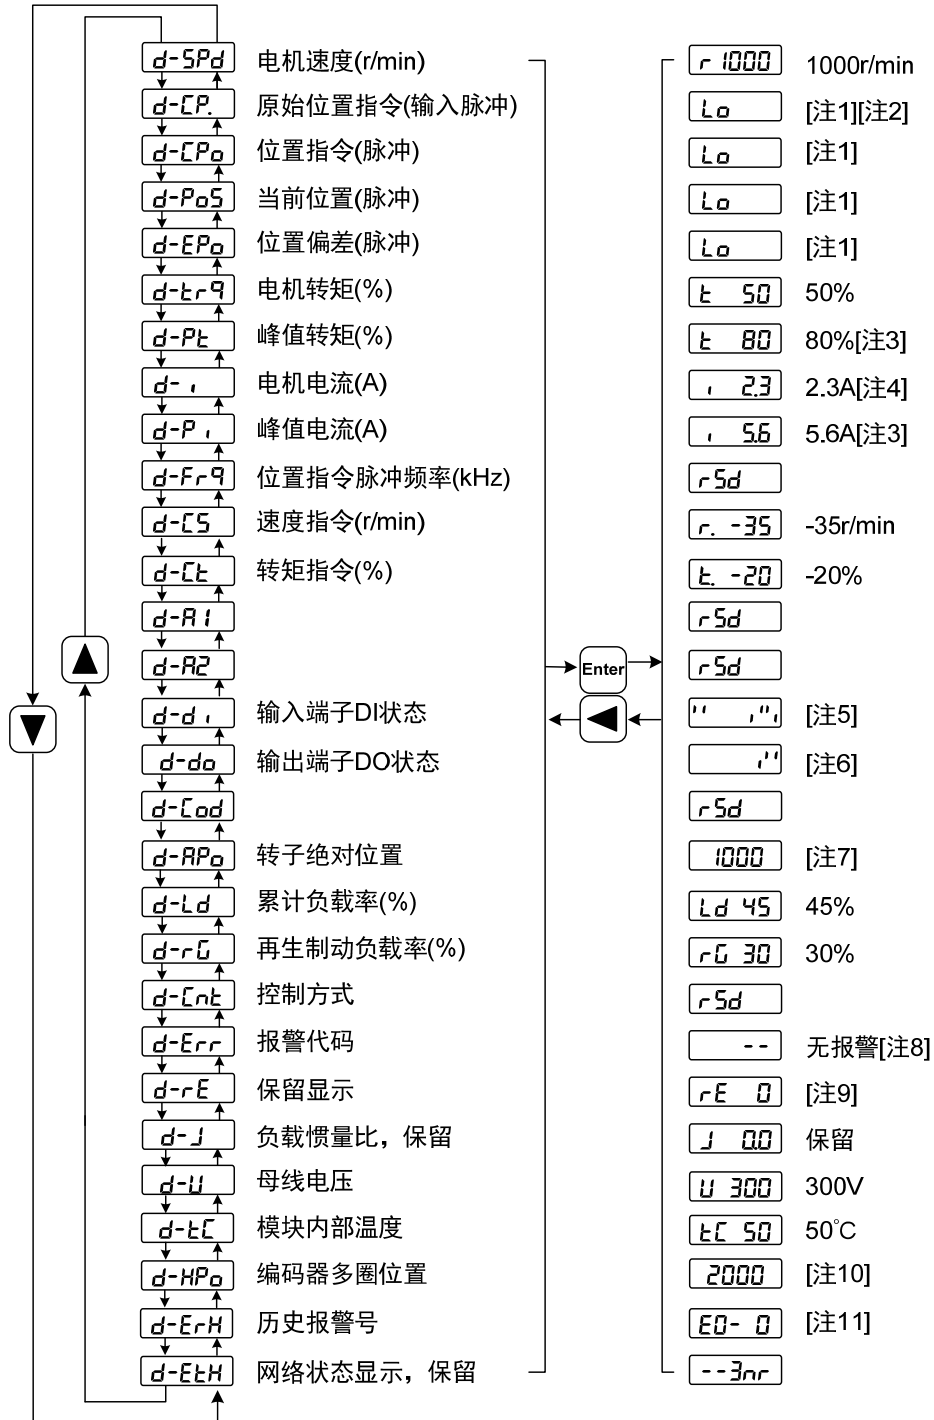 d-SPd 电机速度(r/min) r 1000 1000r/min
d-CP. 原始位置指令(输入脉冲) Lo [注1][注2]
d-CPo 位置指令(脉冲) Lo [注1]
d-PoS 当前位置(脉冲) Lo [注1]
d-EPo 位置偏差(脉冲) Lo [注1]
d-trq 电机转矩(%) t 50 50%
d-Pt 峰值转矩(%) t 80 80%[注3]
d-i 电机电流(A) i 2.3 2.3A[注4]
d-Pi 峰值电流(A) i 5.6 5.6A[注3]
d-Frq 位置指令脉冲频率(kHz) rSd
d-CS 速度指令(r/min) r. -35 -35r/min
d-Ct 转矩指令(%) t. -20 -20%
d-A1 rSd
d-A2 rSd
Enter
d-di 输入端子DI状态 [注5]
d-do 输出端子DO状态 [注6]
d-Cod rSd
d-APo 转子绝对位置 1000 [注7]
d-Ld 累计负载率(%) Ld 45 45%
d-rG 再生制动负载率(%) rG 30 30%
d-Cnt 控制方式 rSd
d-Err 报警代码 -- 无报警[注8]
d-rE 保留显示 rE 0 [注9]
d-J 负载惯量比，保留 J 0.0 保留
d-U 母线电压 U 300 300V
d-tC 模块内部温度 tC 50 50°C
d-HPo 编码器多圈位置 2000 [注10]
d-ErH 历史报警号 E0- 0 [注11]
d-EtH 网络状态显示，保留 --3nr